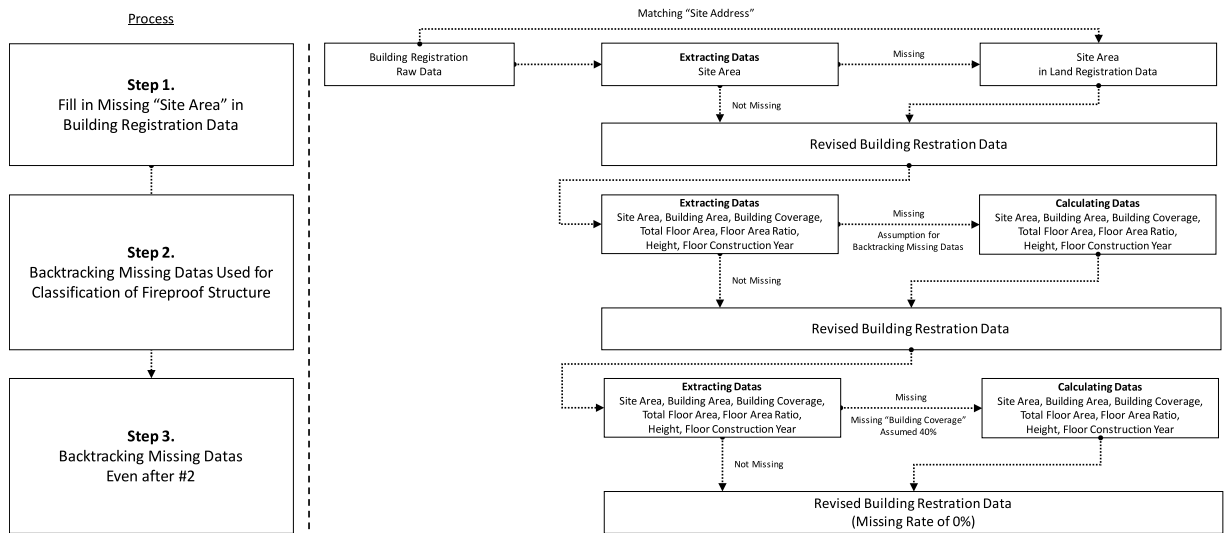 Process
Step 1.
Fill in Missing “Site Area” in
Building Registration Data
Step 2.
Backtracking Missing Datas Used for
Classification of Fireproof Structure
Step 3.
Backtracking Missing Datas
Even after #2
Matching “Site Address”
Building Registration
Raw Data
Extracting Datas
Site Area
Missing
Site Area
in Land Registration Data
Not Missing
Revised Building Restration Data
Extracting Datas
Site Area, Building Area, Building Coverage,
Total Floor Area, Floor Area Ratio,
Height, Floor Construction Year
Missing
Assumption for
Backtracking Missing Datas
Calculating Datas
Site Area, Building Area, Building Coverage,
Total Floor Area, Floor Area Ratio,
Height, Floor Construction Year
Not Missing
Revised Building Restration Data
Extracting Datas
Site Area, Building Area, Building Coverage,
Total Floor Area, Floor Area Ratio,
Height, Floor Construction Year
Missing
Missing “Building Coverage”
Assumed 40%
Calculating Datas
Site Area, Building Area, Building Coverage,
Total Floor Area, Floor Area Ratio,
Height, Floor Construction Year
Not Missing
Revised Building Restration Data
(Missing Rate of 0%)